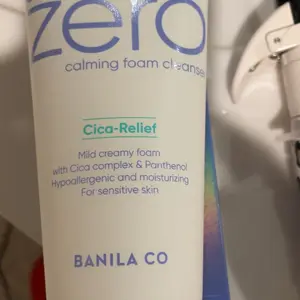 zero
calming foam cleanser
Cica-Relief
Mild creamy foam
with Cica complex & Panthenol
Hypoallergenic and moisturizing
For sensitive skin
BANILA CO